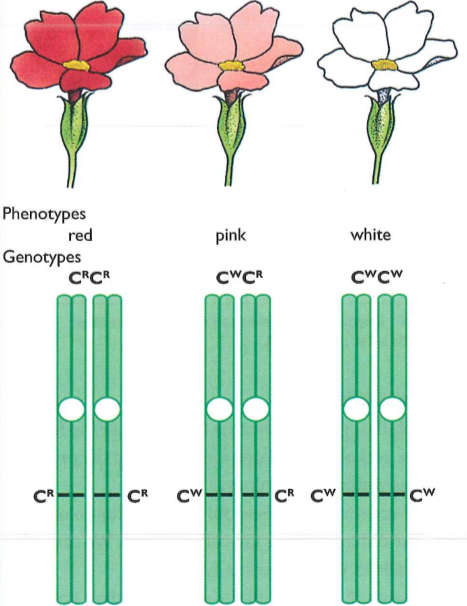 Phenotypes
red pink white
Genotypes
CᴿCᴿ CᵂCᴿ CᵂCᵂ
Cᴿ Cᴿ Cᵂ Cᴿ Cᵂ Cᵂ